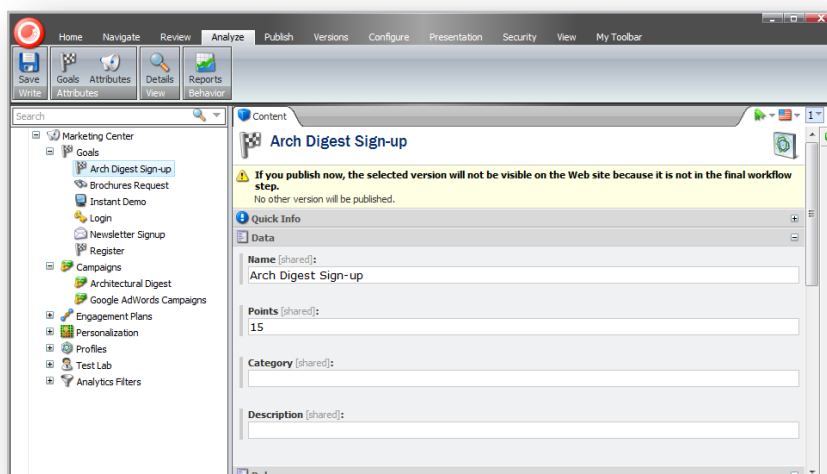 Home Navigate Review Analyze Publish Versions Configure Presentation Security View My Toolbar
Save Goals Attributes Details Reports
Write Attributes View Behavior
Search
Content
1
Marketing Center
Goals
Arch Digest Sign-up
Brochures Request
Instant Demo
Login
Newsletter Signup
Register
Campaigns
Architectural Digest
Google AdWords Campaigns
Engagement Plans
Personalization
Profiles
Test Lab
Analytics Filters
Arch Digest Sign-up
If you publish now, the selected version will not be visible on the Web site because it is not in the final workflow
step.
No other version will be published.
Quick Info
Data
Name [shared]:
Arch Digest Sign-up
Points [shared]:
15
Category [shared]:
Description [shared]: